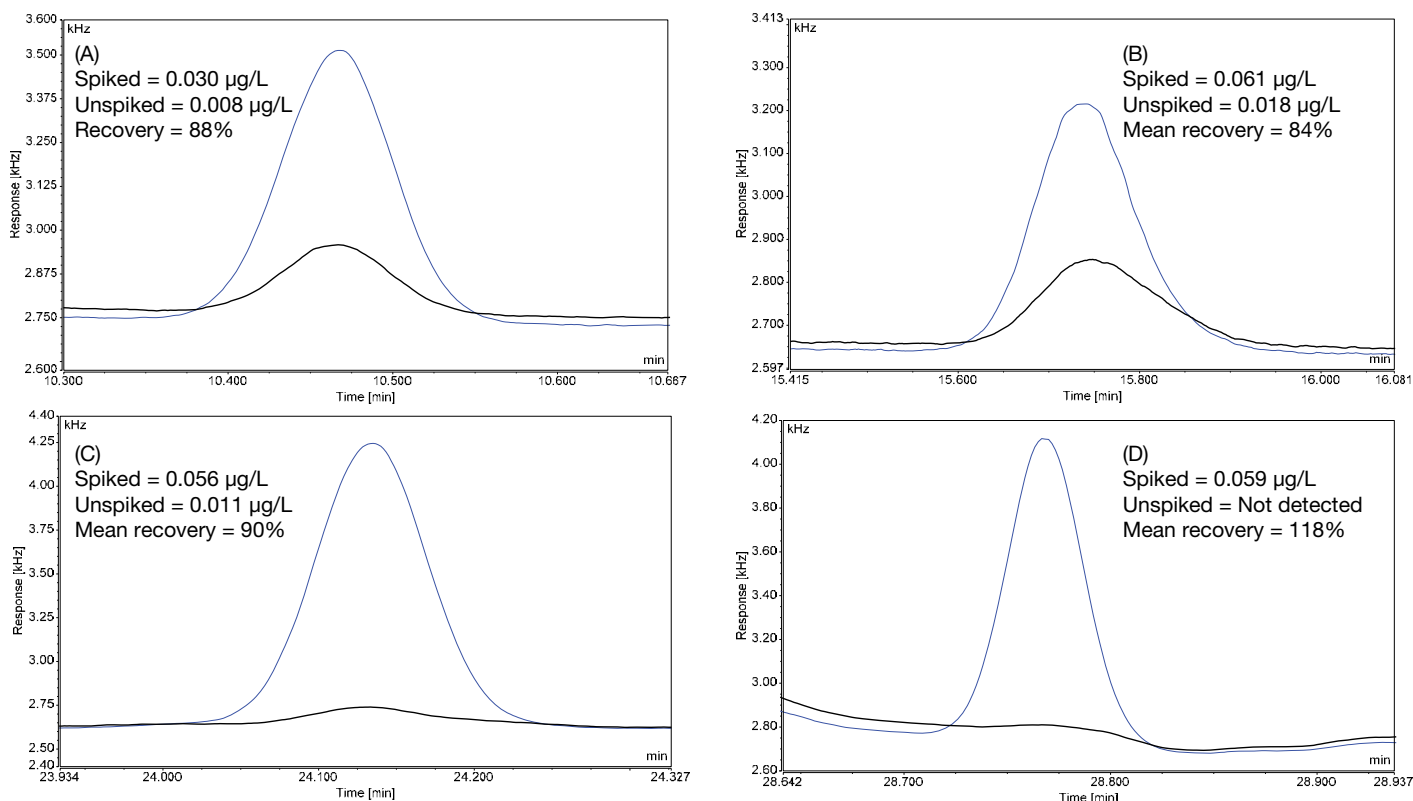 3.600
kHz
(A)
Spiked = 0.030 µg/L
Unspiked = 0.008 µg/L
Recovery = 88%
3.500
3.375
3.250
3.125
3.000
2.875
2.750
2.600
Response [kHz]
min
10.300
10.400
10.500
10.600
10.667
Time [min]
3.413
kHz
(B)
Spiked = 0.061 µg/L
Unspiked = 0.018 µg/L
Mean recovery = 84%
3.300
3.200
3.100
3.000
2.900
2.800
2.700
2.597
Response [kHz]
min
15.415
15.600
15.800
16.000
16.081
Time [min]
4.40
kHz
(C)
Spiked = 0.056 µg/L
Unspiked = 0.011 µg/L
Mean recovery = 90%
4.25
4.00
3.75
3.50
3.25
3.00
2.75
2.50
2.40
Response [kHz]
min
23.934
24.000
24.100
24.200
24.327
Time [min]
4.20
kHz
(D)
Spiked = 0.059 µg/L
Unspiked = Not detected
Mean recovery = 118%
4.00
3.80
3.60
3.40
3.20
3.00
2.80
2.60
Response [kHz]
min
28.642
28.700
28.800
28.900
28.937
Time [min]